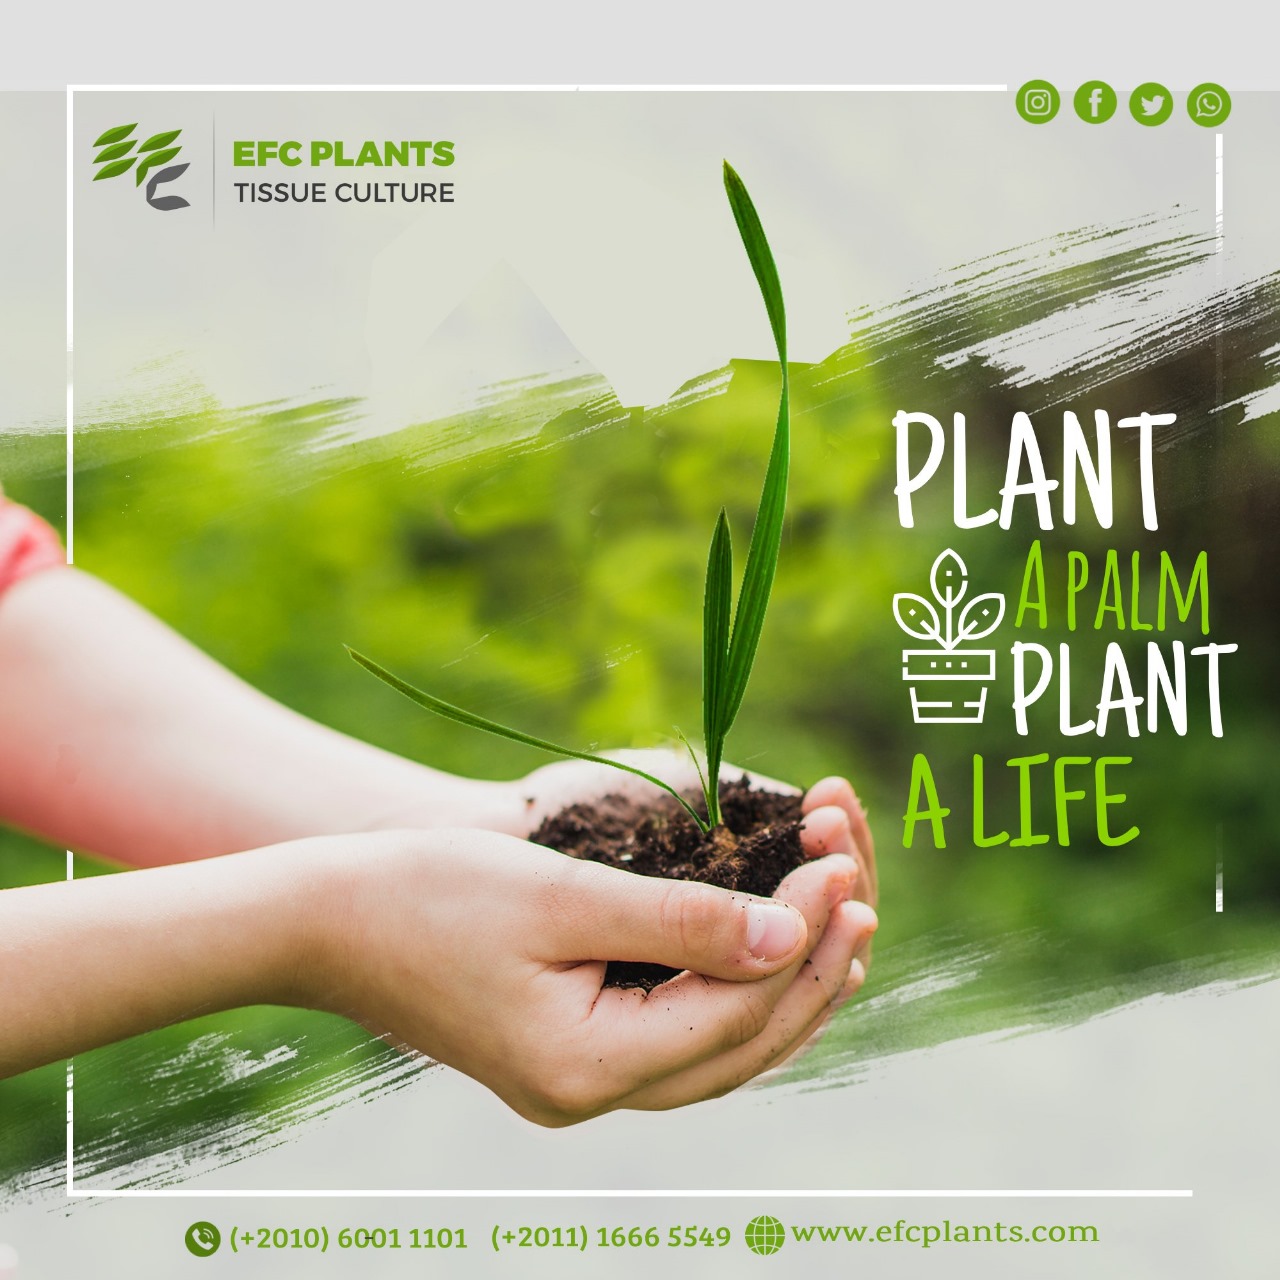 EFC PLANTS
TISSUE CULTURE
PLANT
A PALM
PLANT
A LIFE
(+2010) 6001 1101 (+2011) 1666 5549 www.efcplants.com